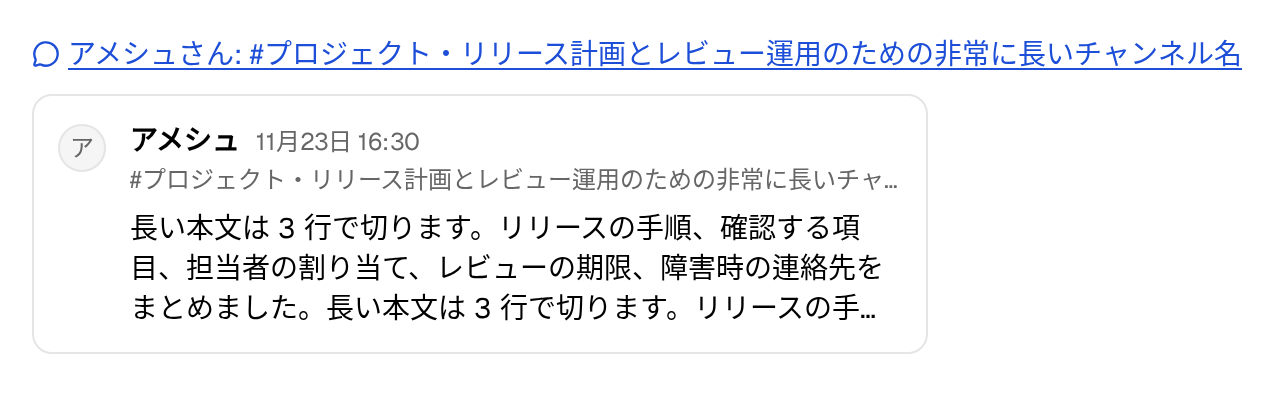 アメシュさん: #プロジェクト・リリース計画とレビュー運用のための非常に長いチャンネル名
ア
アメシュ 11月23日 16:30
#プロジェクト・リリース計画とレビュー運用のための非常に長いチャ…
長い本文は 3 行で切ります。リリースの手順、確認する項
目、担当者の割り当て、レビューの期限、障害時の連絡先を
まとめました。長い本文は 3 行で切ります。リリースの手…